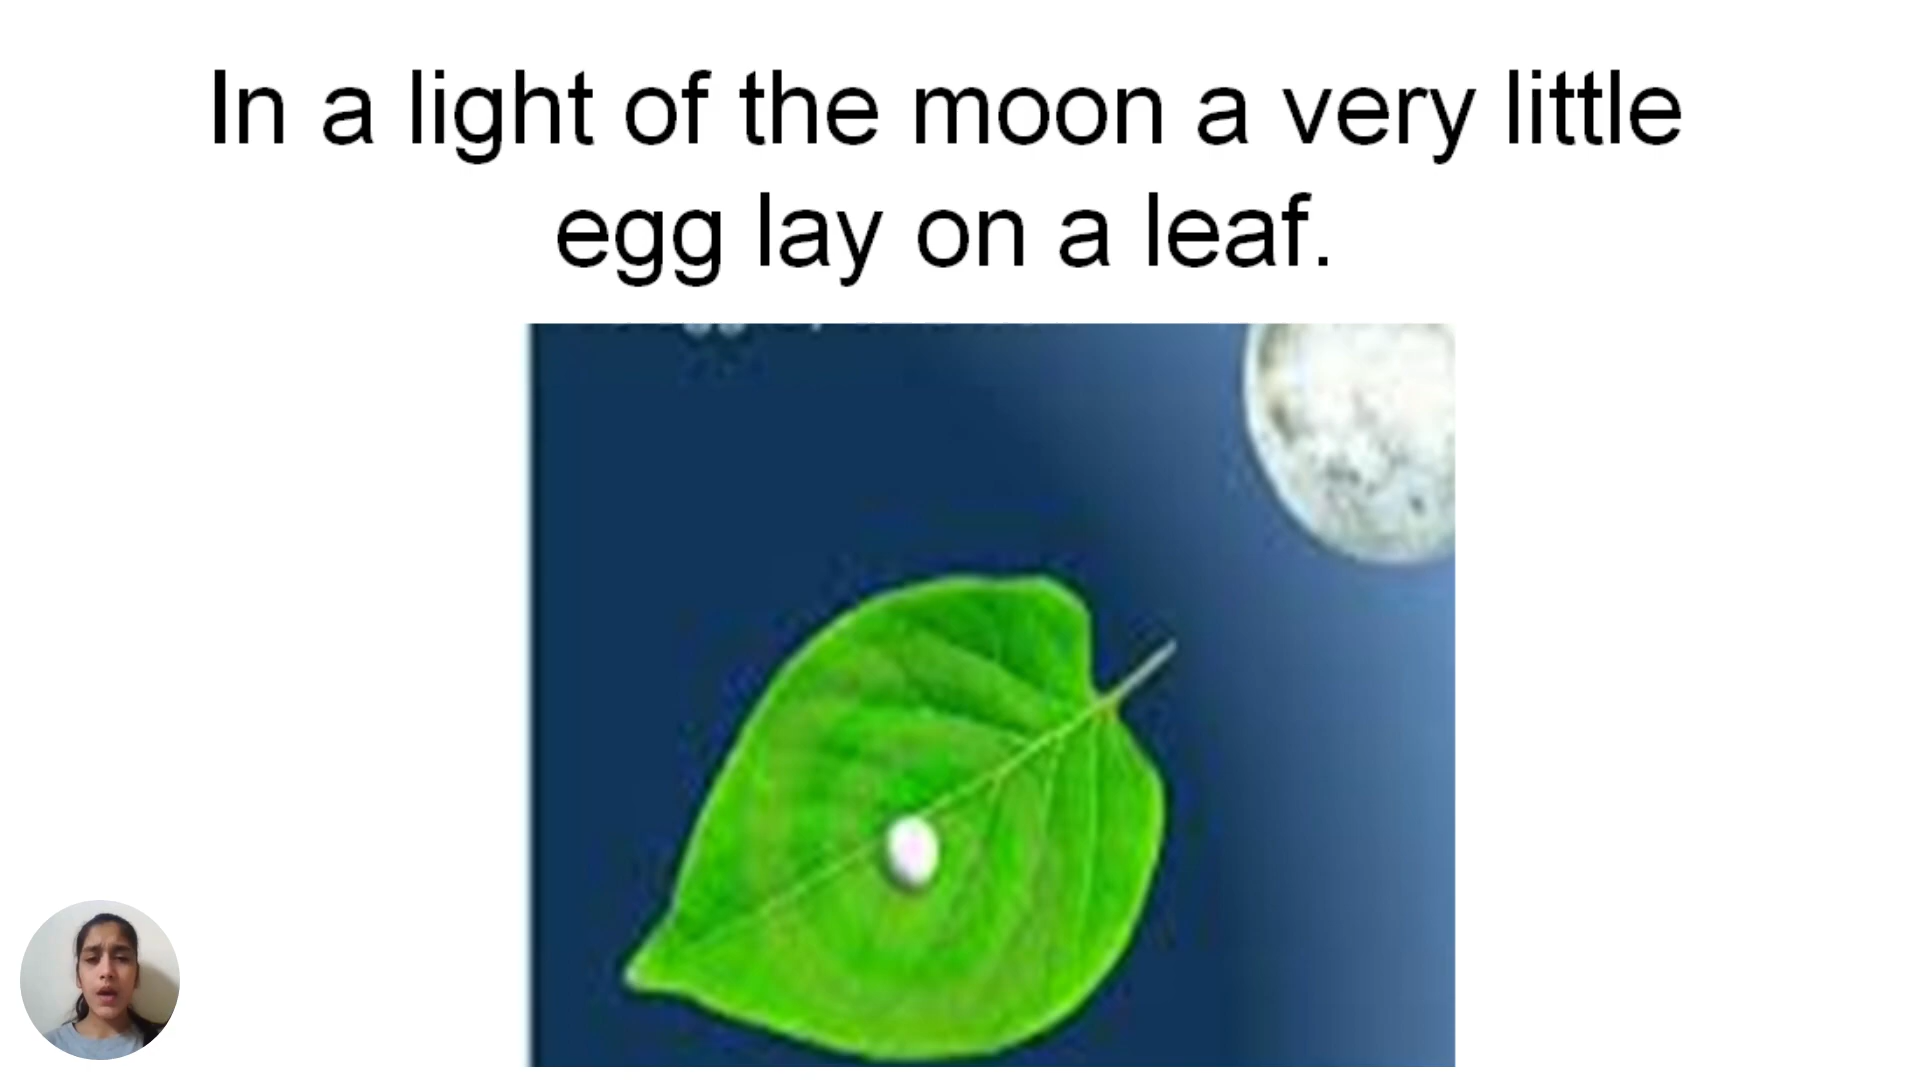 In a light of the moon a very little
egg lay on a leaf.